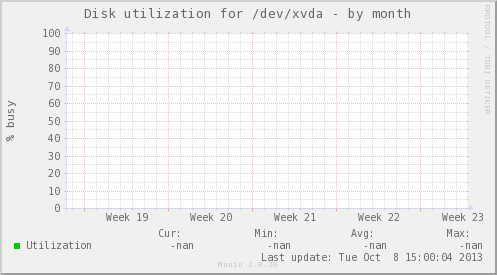 Disk utilization for /dev/xvda - by month
RRDTOOL / TOBI OETIKER
% busy
100
90
80
70
60
50
40
30
20
10
0
Week 19 Week 20 Week 21 Week 22 Week 23
Cur: Min: Avg: Max:
Utilization -nan -nan -nan -nan
Last update: Tue Oct 8 15:00:04 2013
Munin 2.0.20